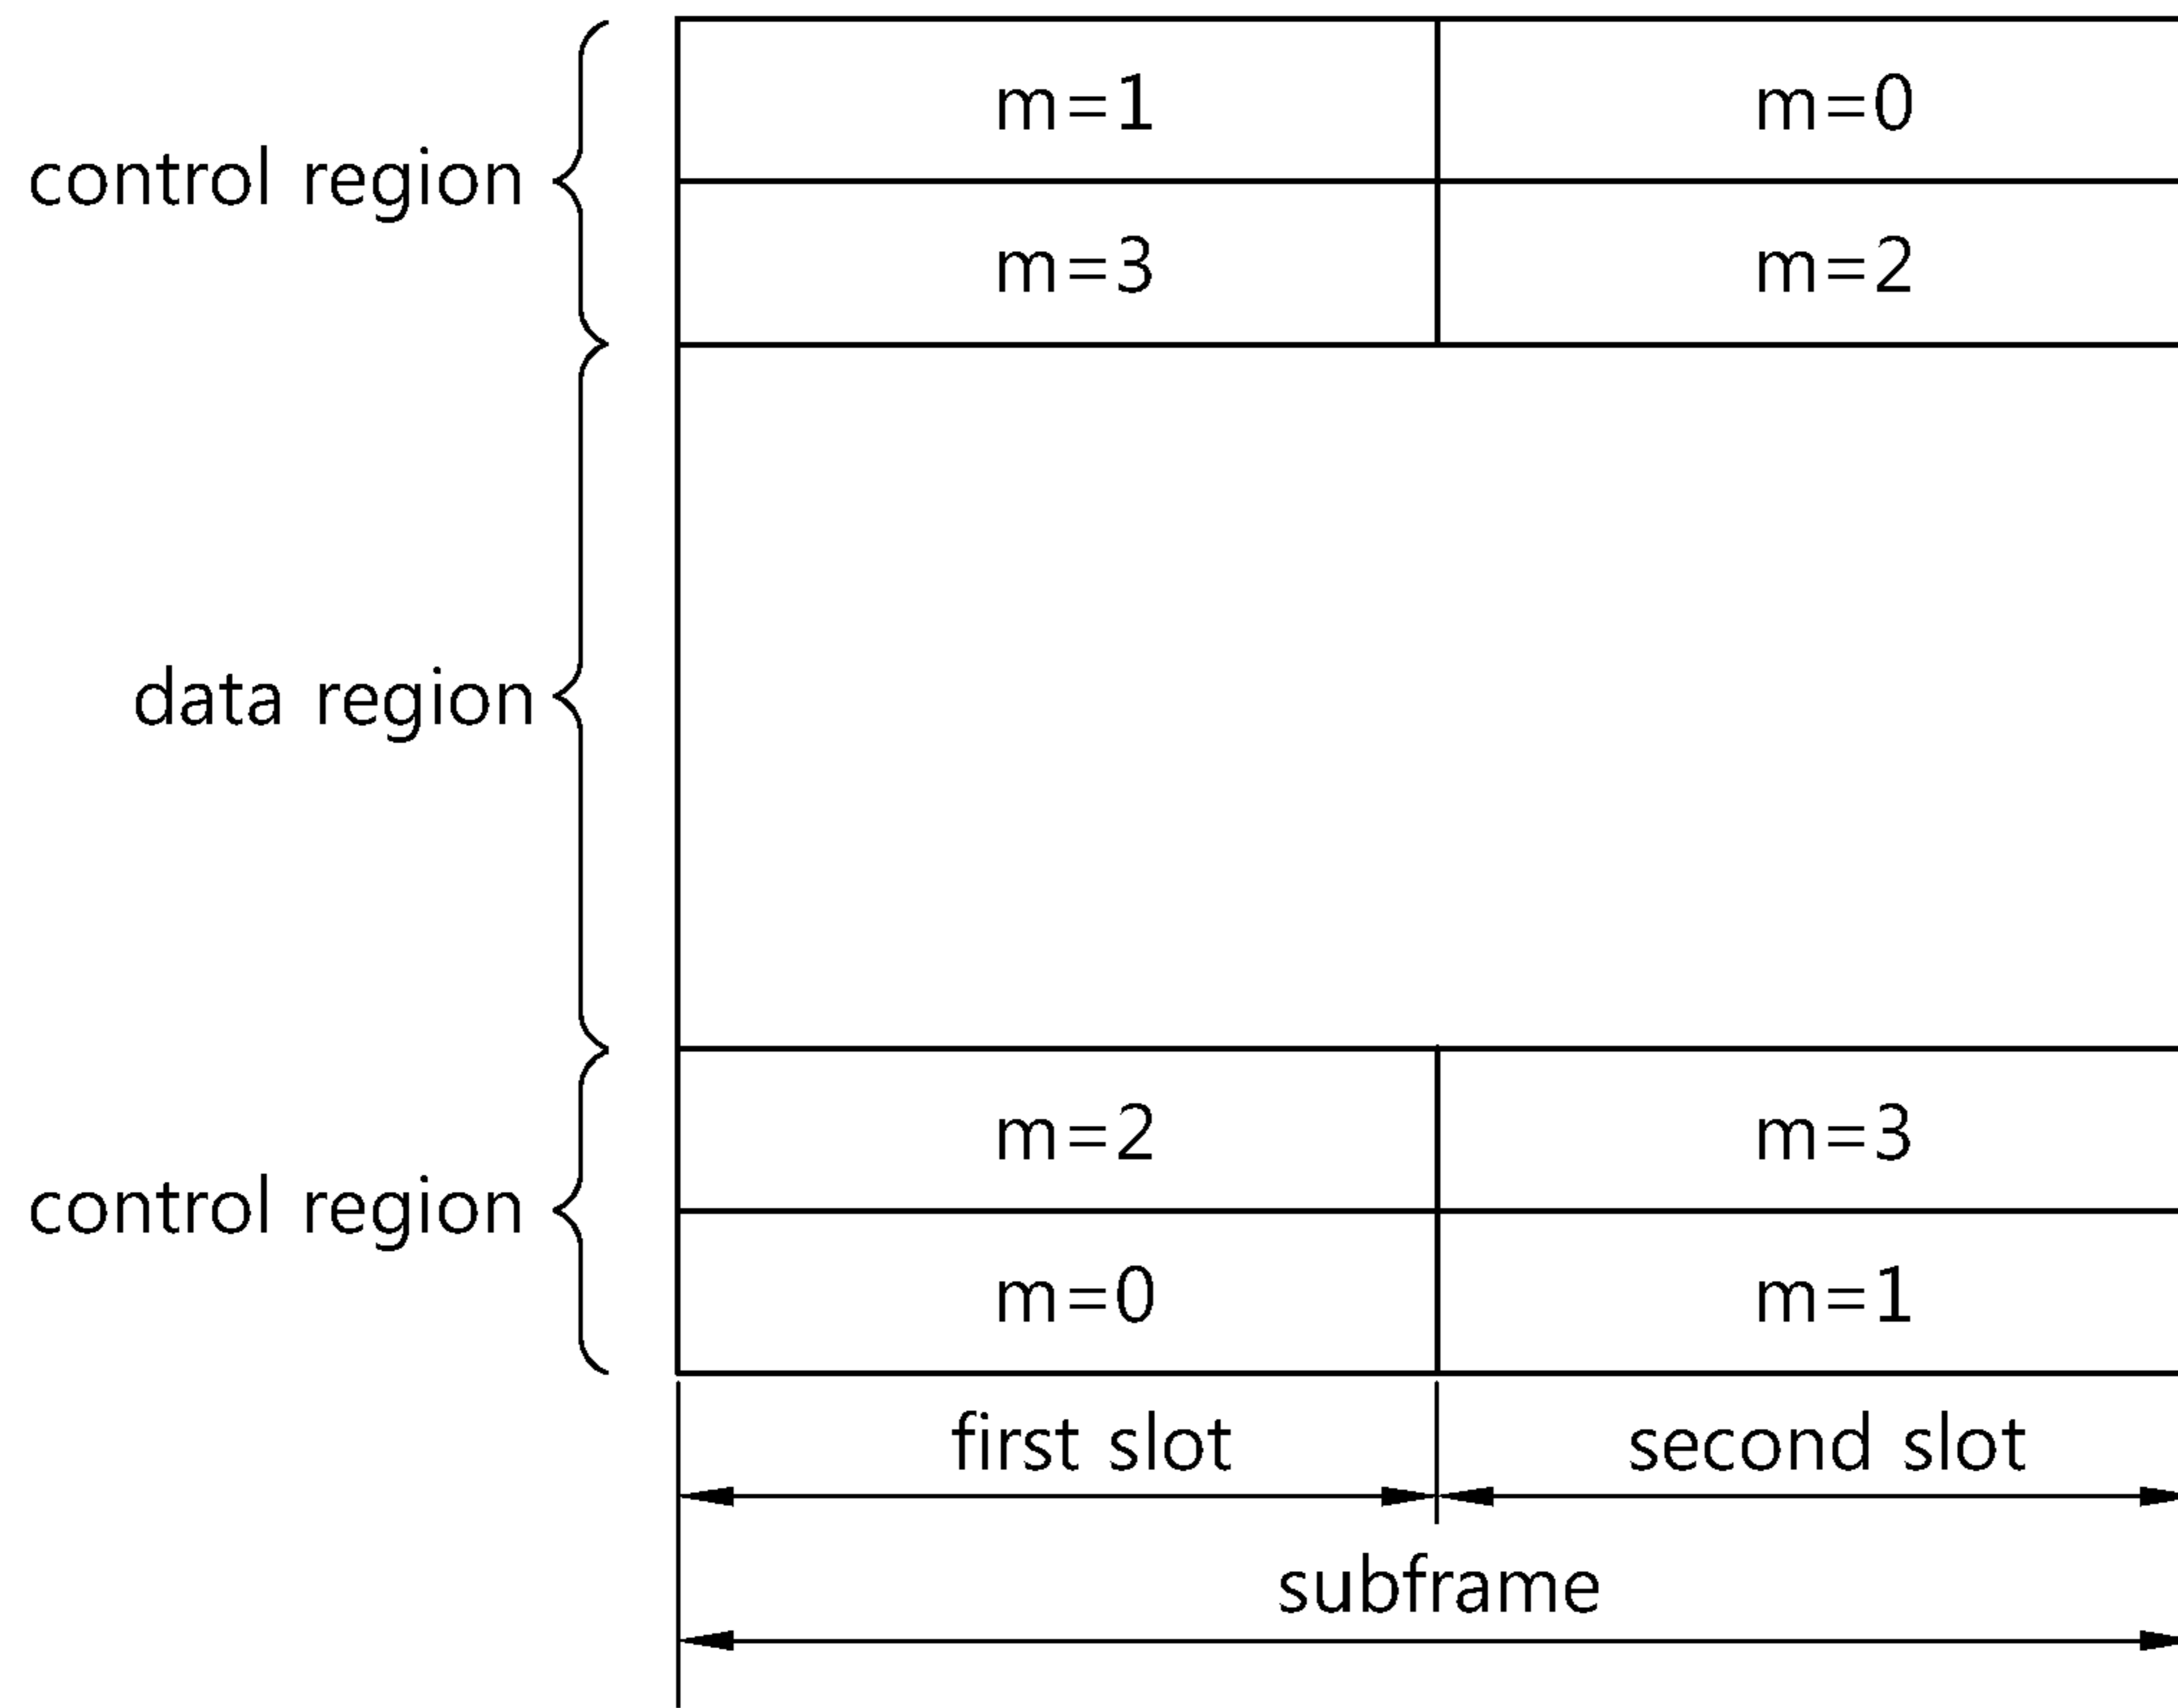 m=1 m=0
control region
m=3 m=2
data region
m=2 m=3
control region
m=0 m=1
first slot second slot
subframe